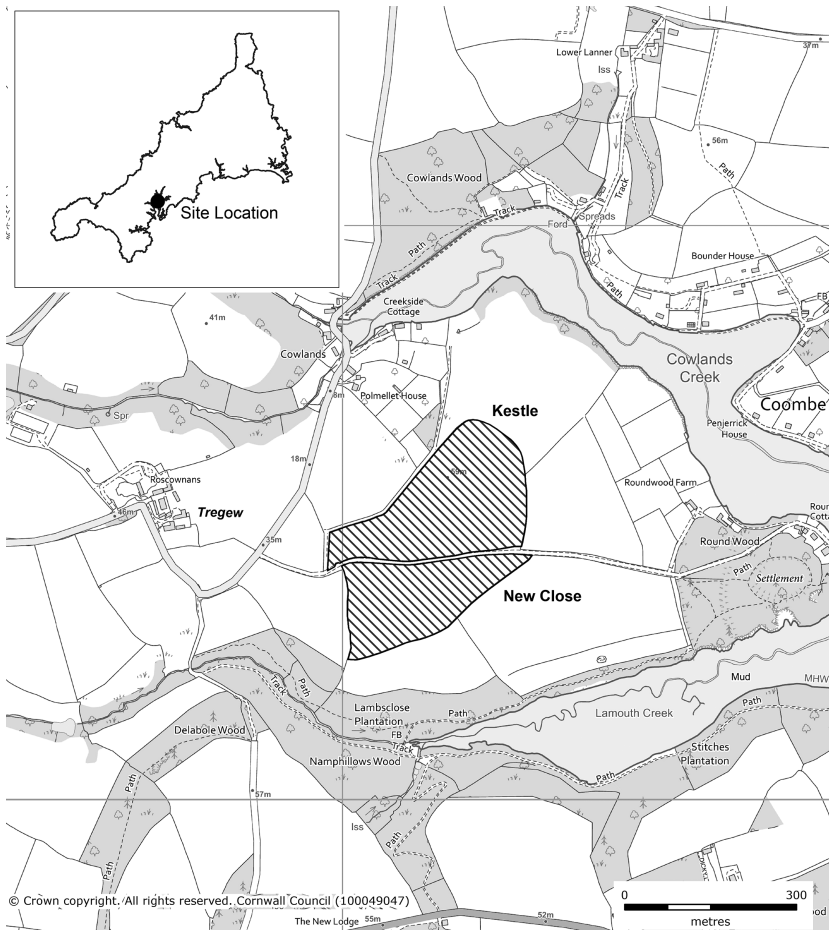 Site Location
Lower Lanner
37m
Iss
56m
Path
Cowlands Wood
Track
Track
Path
Track
Ford
Spreads
Bounder House
Path
FB
Creekside
Cottage
41m
Cowlands
Cowlands
Creek
8m
Polmellet House
Coombe
Spr
Kestle
Penjerrick
House
18m
59m
Roscownans
Roundwood Farm
46m
Tregew
35m
Round Wood
Path
Settlement
New Close
Mud
MHW
Track
Path
Lambsclose
Plantation
Path
Lamouth Creek
Path
Delabole Wood
FB
Track
Namphillows Wood
Stitches
Plantation
Path
Path
57m
Iss
Path
Path
© Crown copyright. All rights reserved. Cornwall Council (100049047)
0 300
metres
The New Lodge
55m
52m